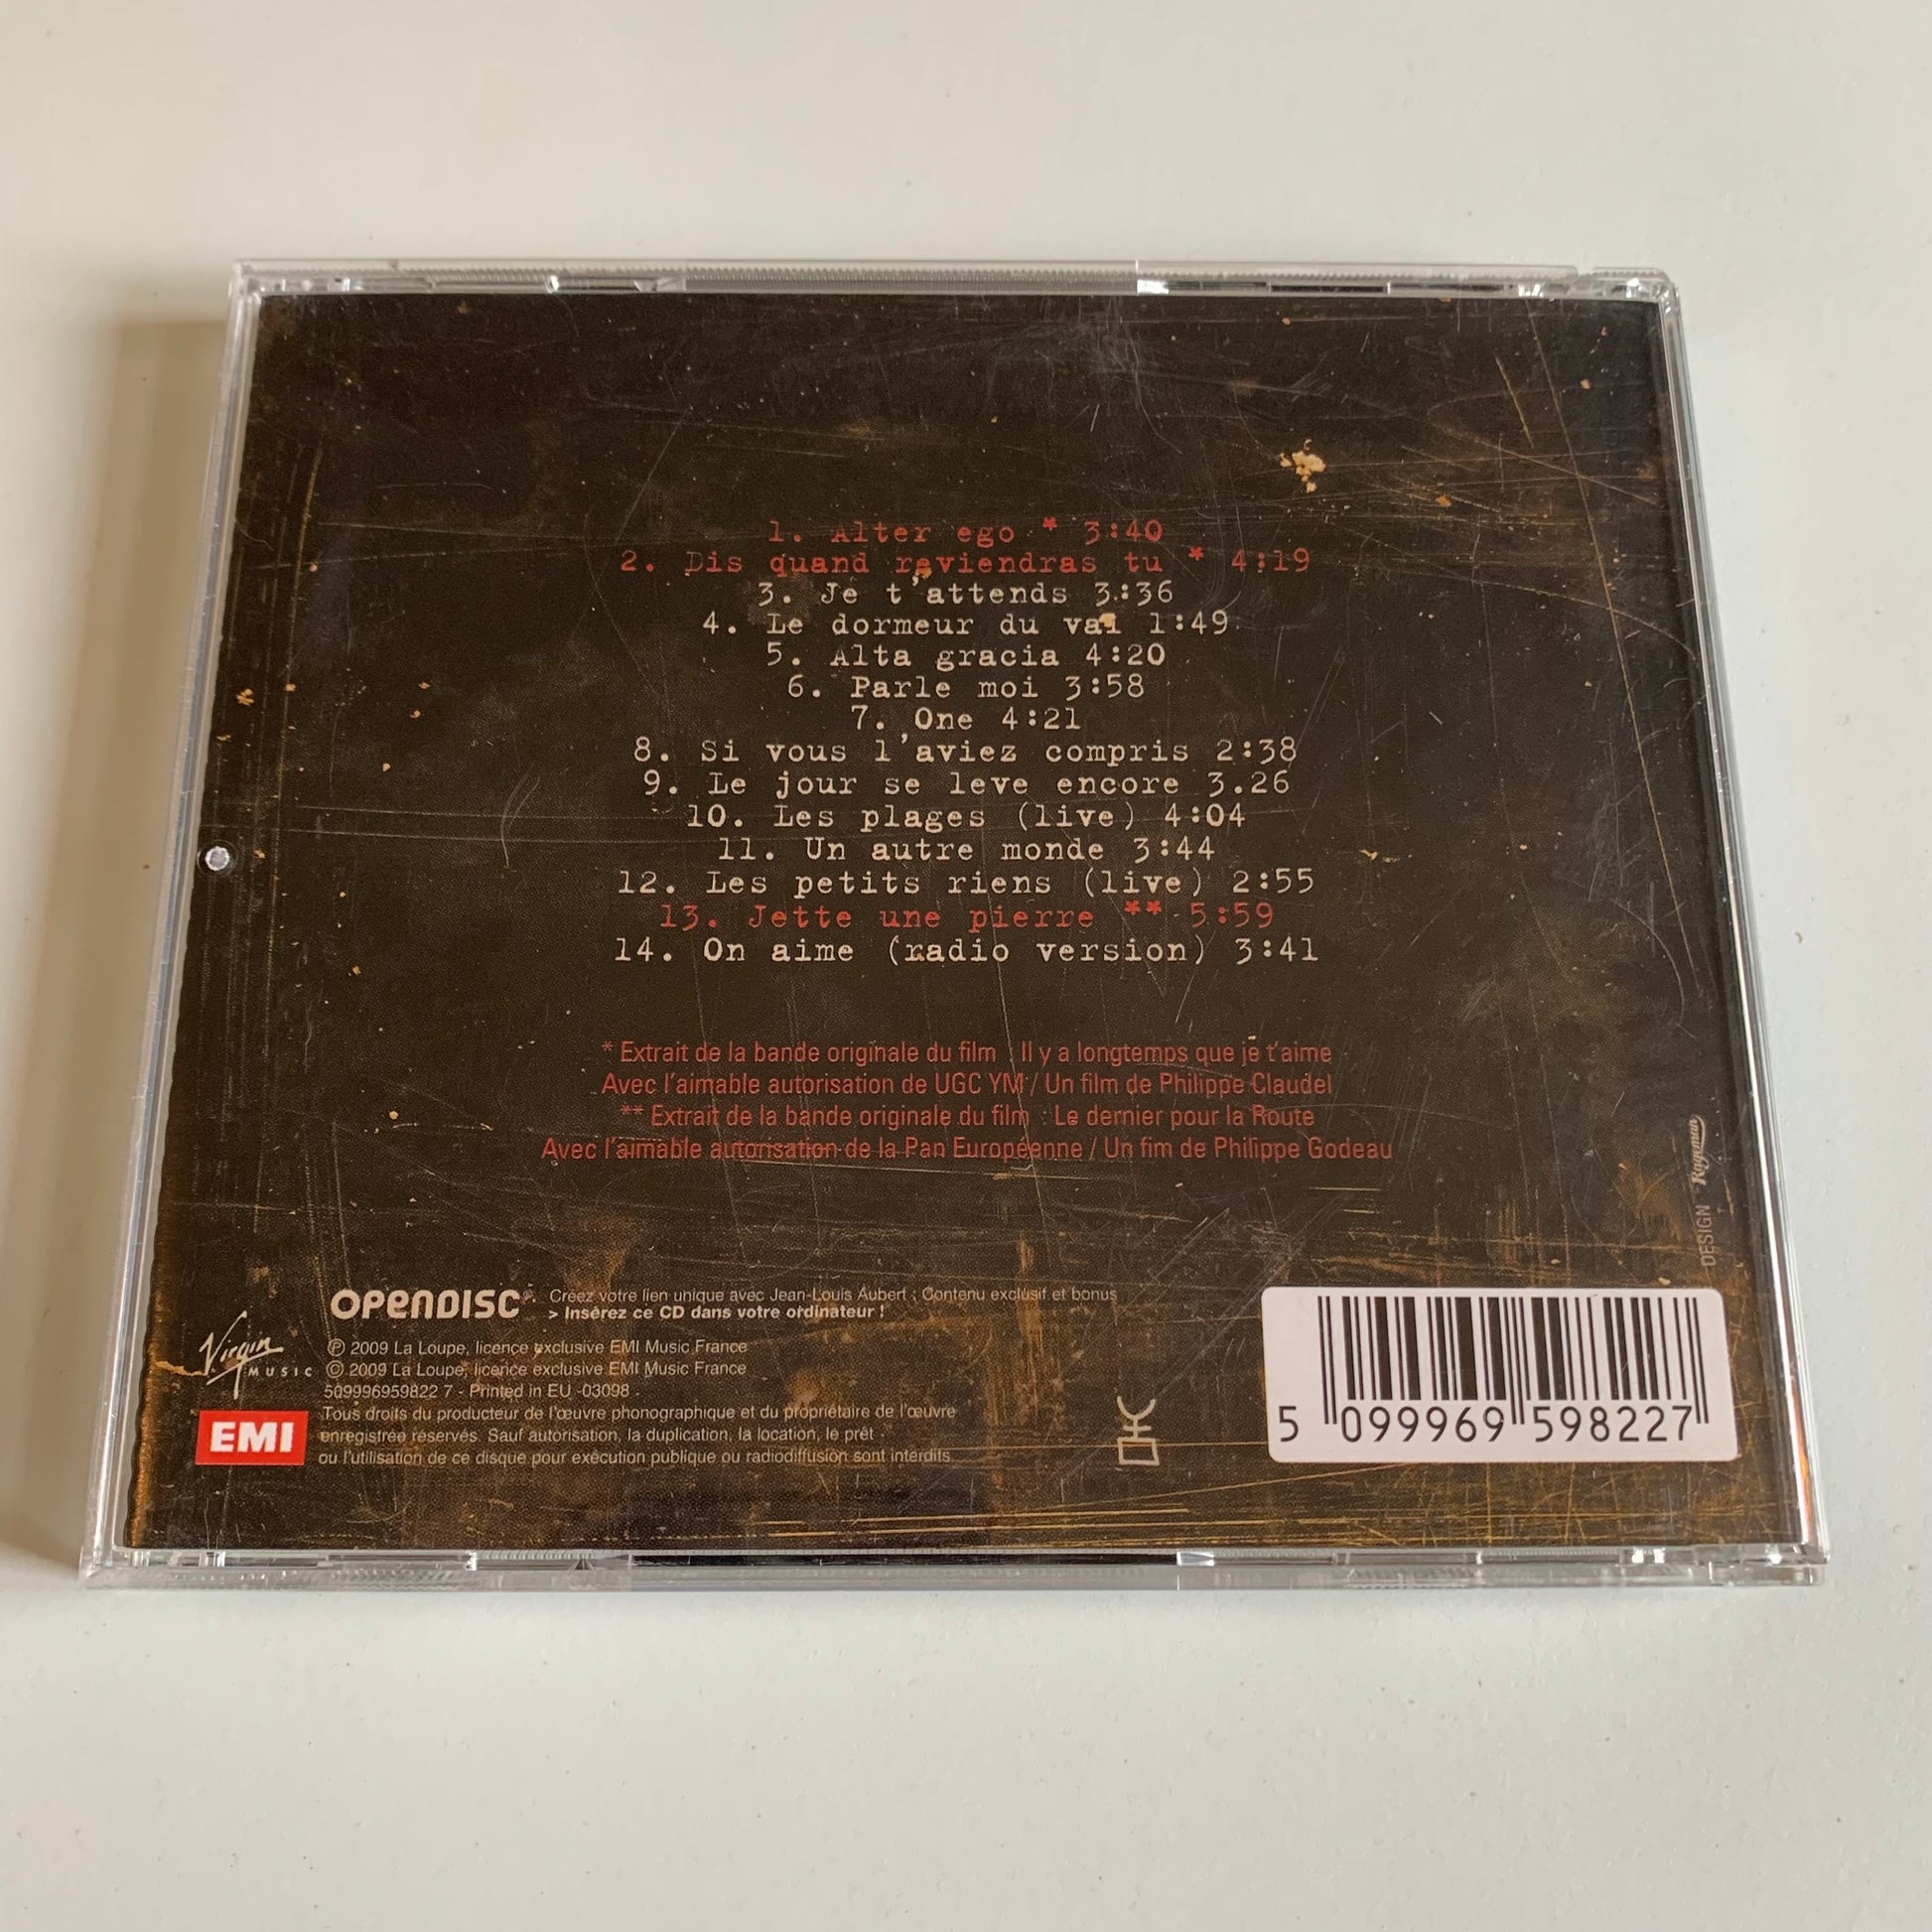 1. Alter ego * 3:40
2. Dis quand reviendras tu * 4:19
3. Je t'attends 3:36
4. Le dormeur du val 1:49
5. Alta gracia 4:20
6. Parle moi 3:58
7. One 4:21
8. Si vous l'aviez compris 2:38
9. Le jour se leve encore 3.26
10. Les plages (live) 4:04
11. Un autre monde 3:44
12. Les petits riens (live) 2:55
13. Jette une pierre ** 5:59
14. On aime (radio version) 3:41
* Extrait de la bande originale du film : Il y a longtemps que je t'aime
Avec l'aimable autorisation de UGC YM / Un film de Philippe Claudel
** Extrait de la bande originale du film : Le dernier pour la Route
Avec l'aimable autorisation de la Pan Européenne / Un fim de Philippe Godeau
DESIGN Rageman
OPENDISC
Créez votre lien unique avec Jean-Louis Aubert : Contenu exclusif et bonus
> Insérez ce CD dans votre ordinateur !
Virgin
MUSIC
℗ 2009 La Loupe, licence exclusive EMI Music France
© 2009 La Loupe, licence exclusive EMI Music France
509996959822 7 - Printed in EU -03098
EMI
Tous droits du producteur de l'œuvre phonographique et du propriétaire de l'œuvre
enregistrée réservés. Sauf autorisation, la duplication, la location, le prêt
ou l'utilisation de ce disque pour exécution publique ou radiodiffusion sont interdits.
5 099969 598227